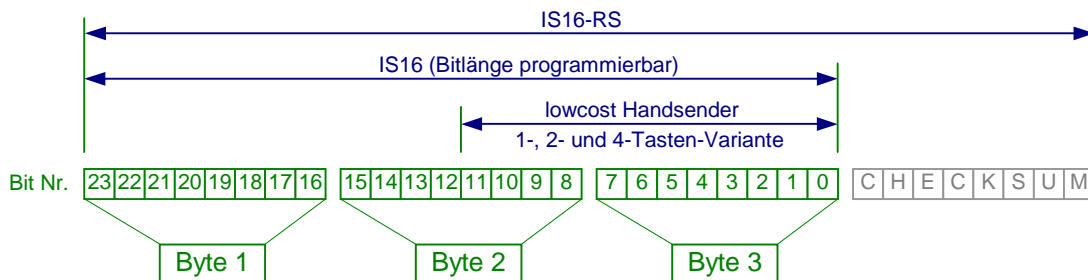 IS16-RS
IS16 (Bitlänge programmierbar)
lowcost Handsender
1-, 2- und 4-Tasten-Variante
Bit Nr. 23 22 21 20 19 18 17 16 15 14 13 12 11 10 9 8 7 6 5 4 3 2 1 0 C H E C K S U M
Byte 1 Byte 2 Byte 3